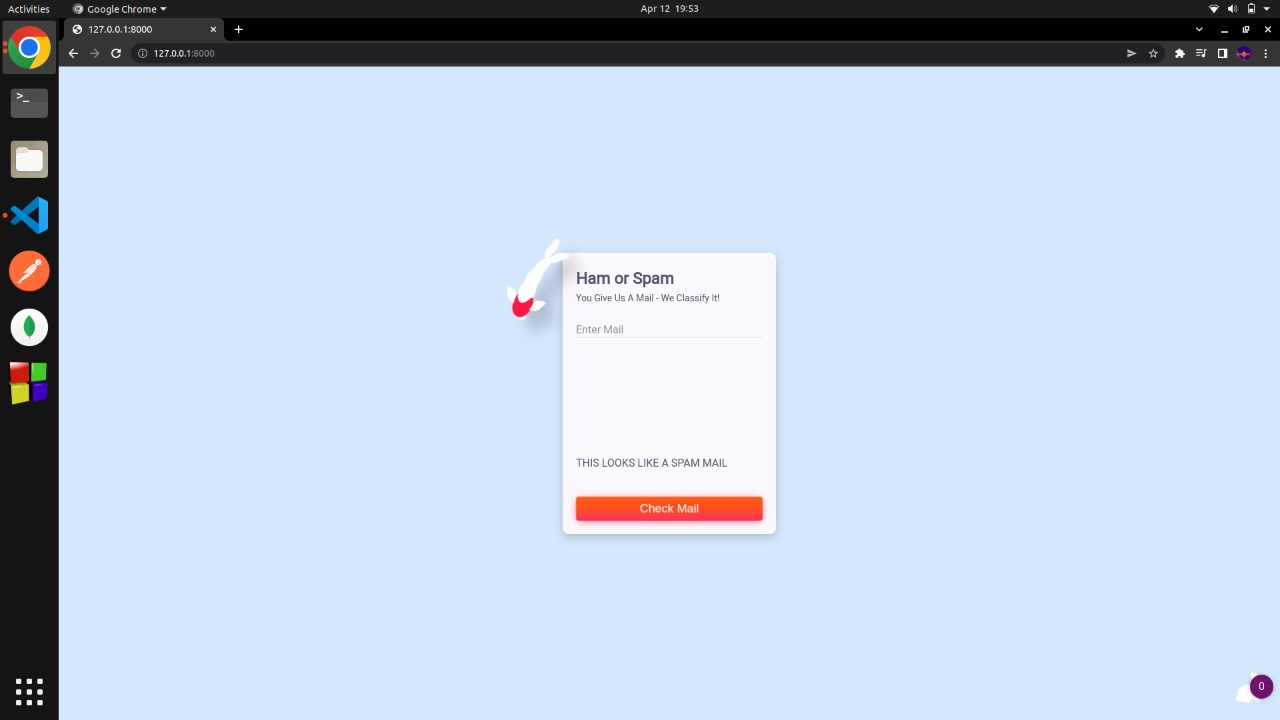 Activities
Google Chrome
Apr 12 19:53
127.0.0.1:8000
127.0.0.1:8000
>_
Ham or Spam
You Give Us A Mail - We Classify It!
Enter Mail
THIS LOOKS LIKE A SPAM MAIL
Check Mail
0